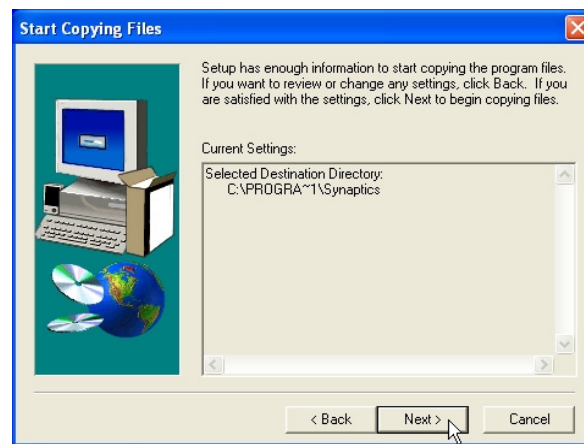 Start Copying Files
Setup has enough information to start copying the program files.
If you want to review or change any settings, click Back. If you
are satisfied with the settings, click Next to begin copying files.
Current Settings:
Selected Destination Directory:
C:\PROGRA~1\Synaptics
< Back
Next >
Cancel